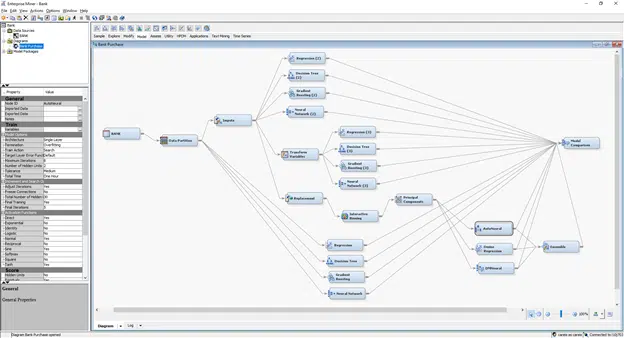 Enterprise Miner - Bank
File Edit View Actions Options Window Help
Bank
Data Sources
BANK
Diagrams
Bank Purchase
Model Packages
Sample Explore Modify Model Assess Utility HPDM Applications Text Mining Time Series
Bank Purchase
Property Value
General
Node ID AutoNeural
Imported Data
Exported Data
Notes
Train
Variables
Model Options
Architecture Single Layer
Termination Overfitting
Train Action Search
Target Layer Error Func Default
Maximum Iterations 8
Number of Hidden Units 2
Tolerance Medium
Total Time One Hour
Adjust Iterations Yes
Freeze Connections No
Total Number of Hidden 30
Final Training Yes
Final Iterations 5
Activation Functions
Direct Yes
Exponential No
Identity No
Logistic No
Normal Yes
Reciprocal No
Sine Yes
Softmax No
Square No
Tanh Yes
Score
Hidden Units No
General
General Properties
Regression (2)
Decision Tree (2)
Gradient Boosting (2)
Neural Network (2)
Impute
BANK
Data Partition
Transform Variables
Regression (3)
Decision Tree (3)
Gradient Boosting (3)
Neural Network (3)
Model Comparison
Replacement
Interactive Binning
Principal Components
AutoNeural
Dmine Regression
DMNeural
Ensemble
Regression
Decision Tree
Gradient Boosting
Neural Network
100%
Diagram Log
Diagram Bank Purchase opened